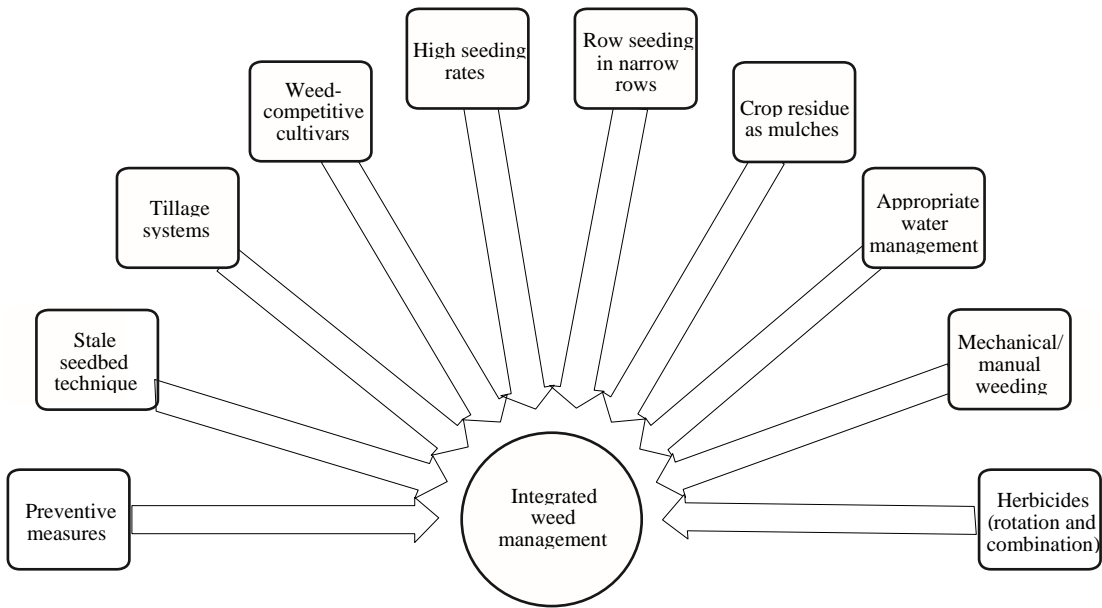 High seeding
rates
Row seeding
in narrow
rows
Weed-
competitive
cultivars
Crop residue
as mulches
Tillage
systems
Appropriate
water
management
Stale
seedbed
technique
Mechanical/
manual
weeding
Preventive
measures
Integrated
weed
management
Herbicides
(rotation and
combination)